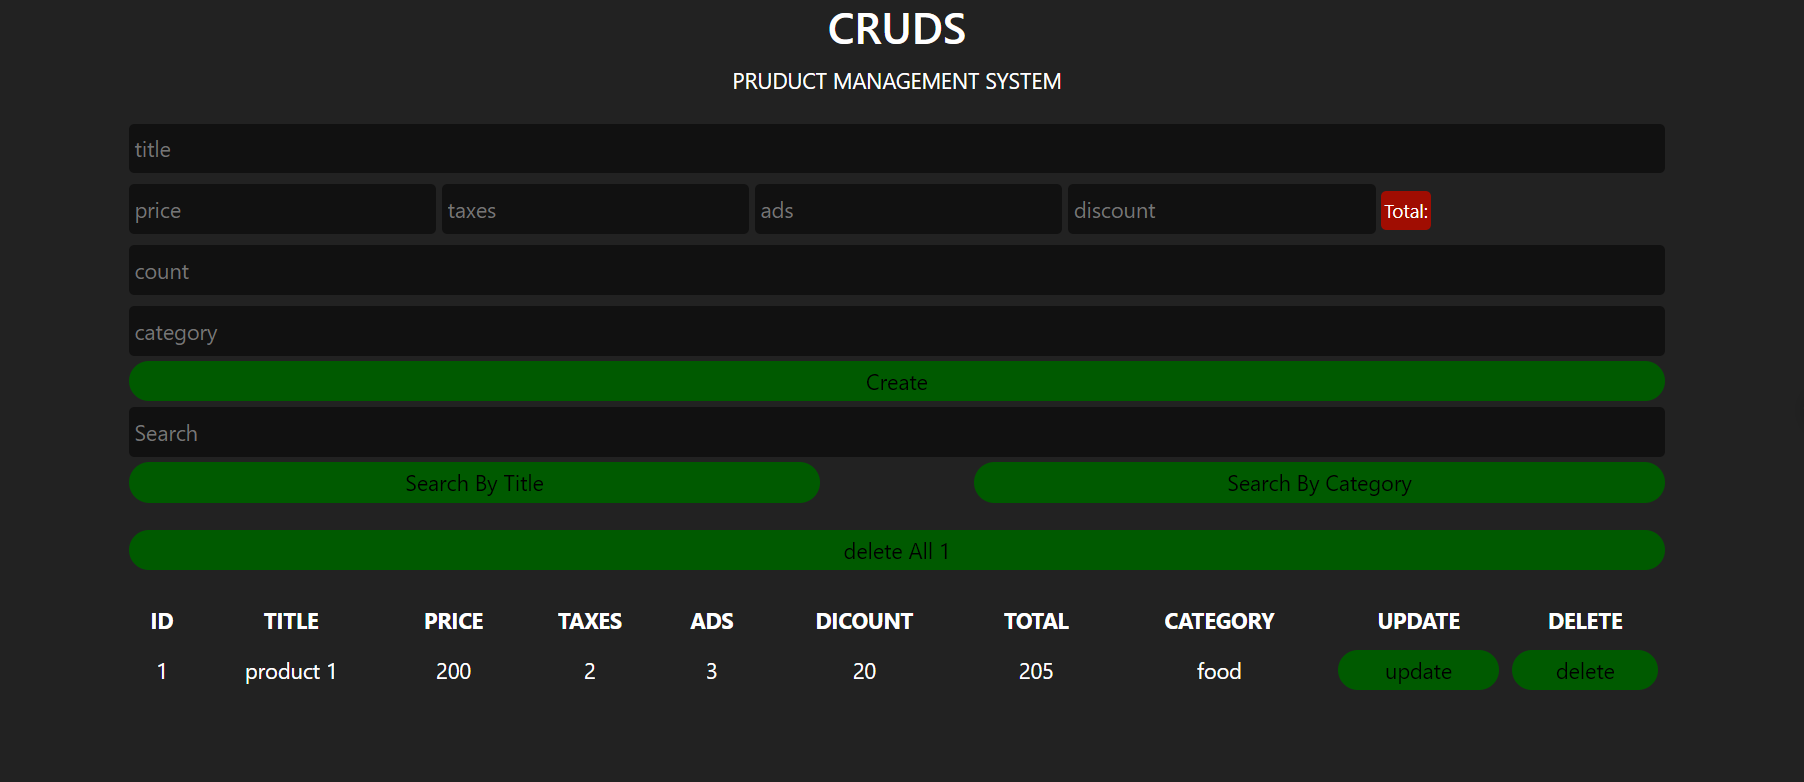 CRUDS
PRUDUCT MANAGEMENT SYSTEM
title
price taxes ads discount Total:
count
category
Create
Search
Search By Title Search By Category
delete All 1
ID TITLE PRICE TAXES ADS DICOUNT TOTAL CATEGORY UPDATE DELETE
1 product 1 200 2 3 20 205 food update delete